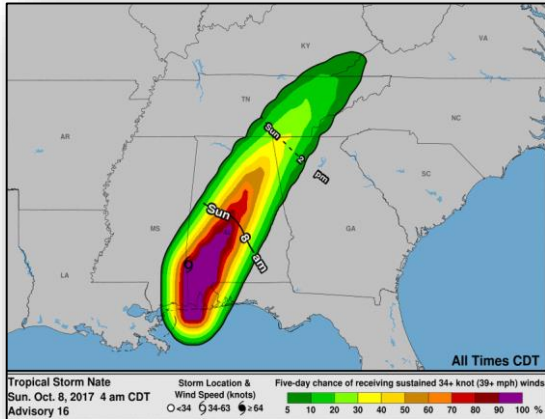 KY
VA
TN
NC
AR
SC
MS
GA
LA
Sun 2 pm
Sun 8 am
All Times CDT
Tropical Storm Nate
Sun. Oct. 8, 2017 4 am CDT
Advisory 16
Storm Location &
Wind Speed (knots)
<34 34-63 ≥64
Five-day chance of receiving sustained 34+ knot (39+ mph) winds
5 10 20 30 40 50 60 70 80 90 100 %